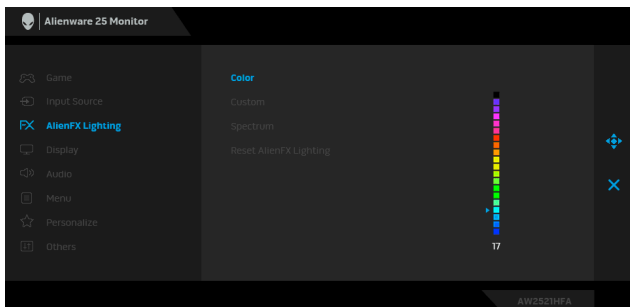 Alienware 25 Monitor
Game
Input Source
FX AlienFX Lighting
Display
Audio
Menu
Personalize
Others
Color
Custom
Spectrum
Reset AlienFX Lighting
17
AW2521HFA